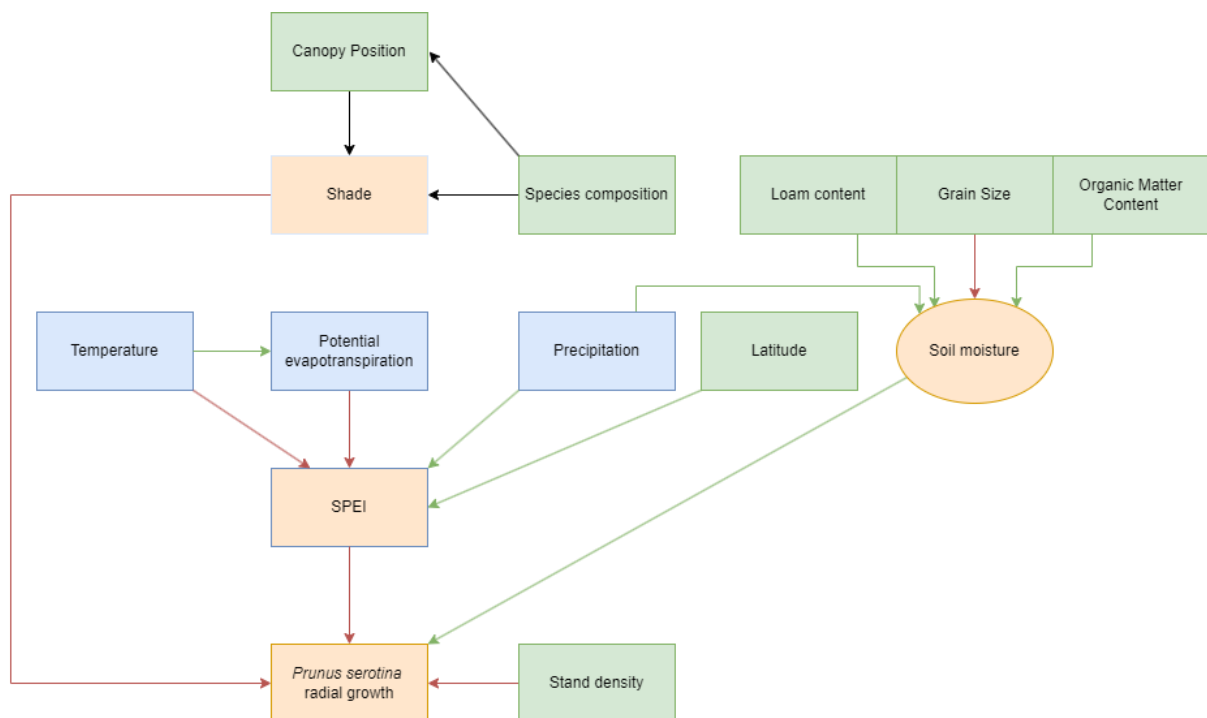 Canopy Position
Shade
Species composition
Loam content
Grain Size
Organic Matter
Content
Temperature
Potential
evapotranspiration
Precipitation
Latitude
Soil moisture
SPEI
Prunus serotina
radial growth
Stand density